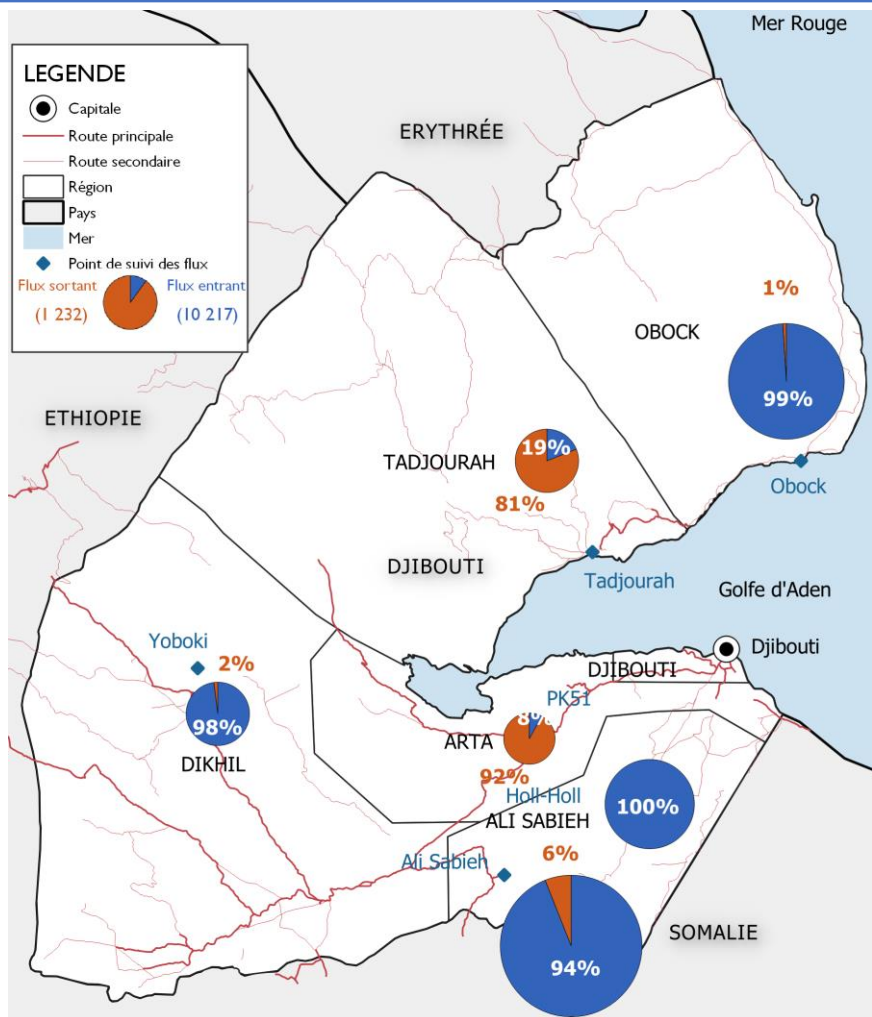 Mer Rouge
LEGENDE
Capitale
Route principale
Route secondaire
Région
Pays
Mer
Point de suivi des flux
Flux sortant
Flux entrant
(1 232)
(10 217)
ERYTHRÉE
1%
OBOCK
99%
ETHIOPIE
19%
TADJOURAH
81%
Obock
DJIBOUTI
Tadjourah
Golfe d'Aden
Yoboki
2%
Djibouti
DJIBOUTI
PK51
98%
8%
ARTA
DIKHIL
92%
Holl-Holl
100%
ALI SABIEH
6%
Ali Sabieh
SOMALIE
94%